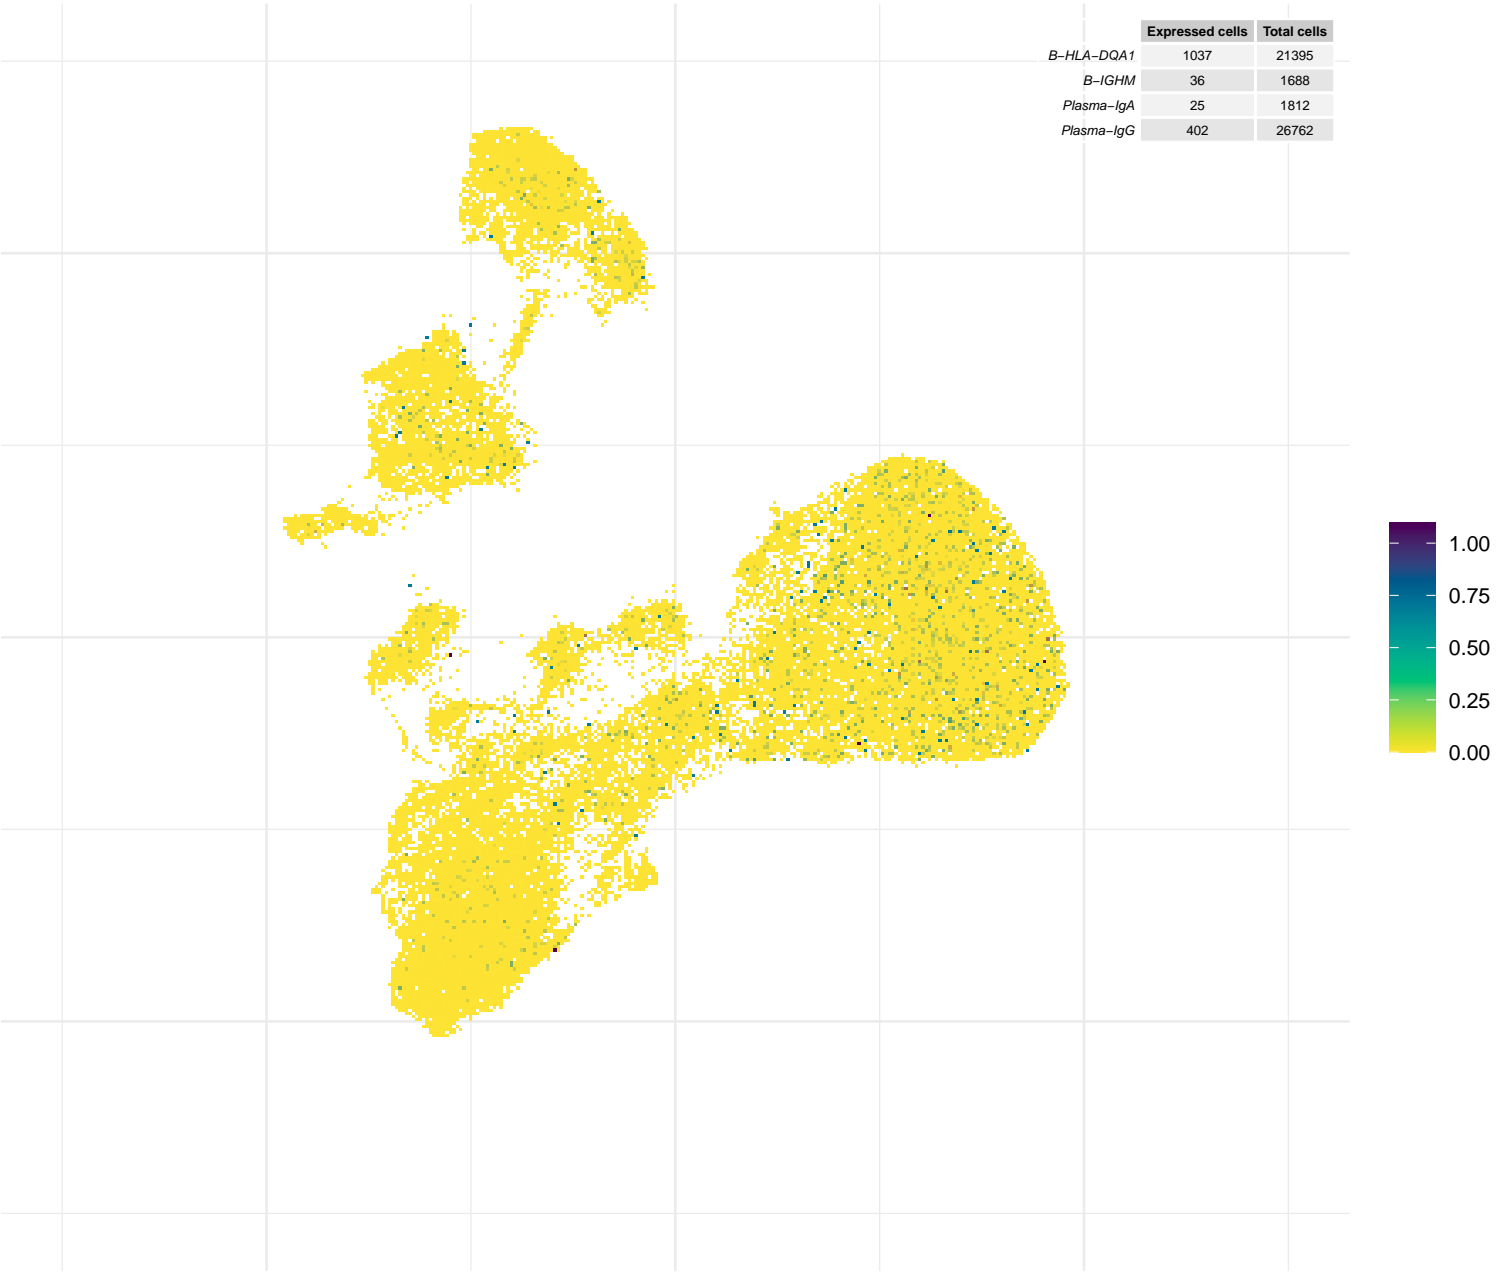 Expressed cells Total cells
B−HLA−DQA1 1037 21395
B−IGHM 36 1688
Plasma−IgA 25 1812
Plasma−IgG 402 26762
1.00
0.75
0.50
0.25
0.00